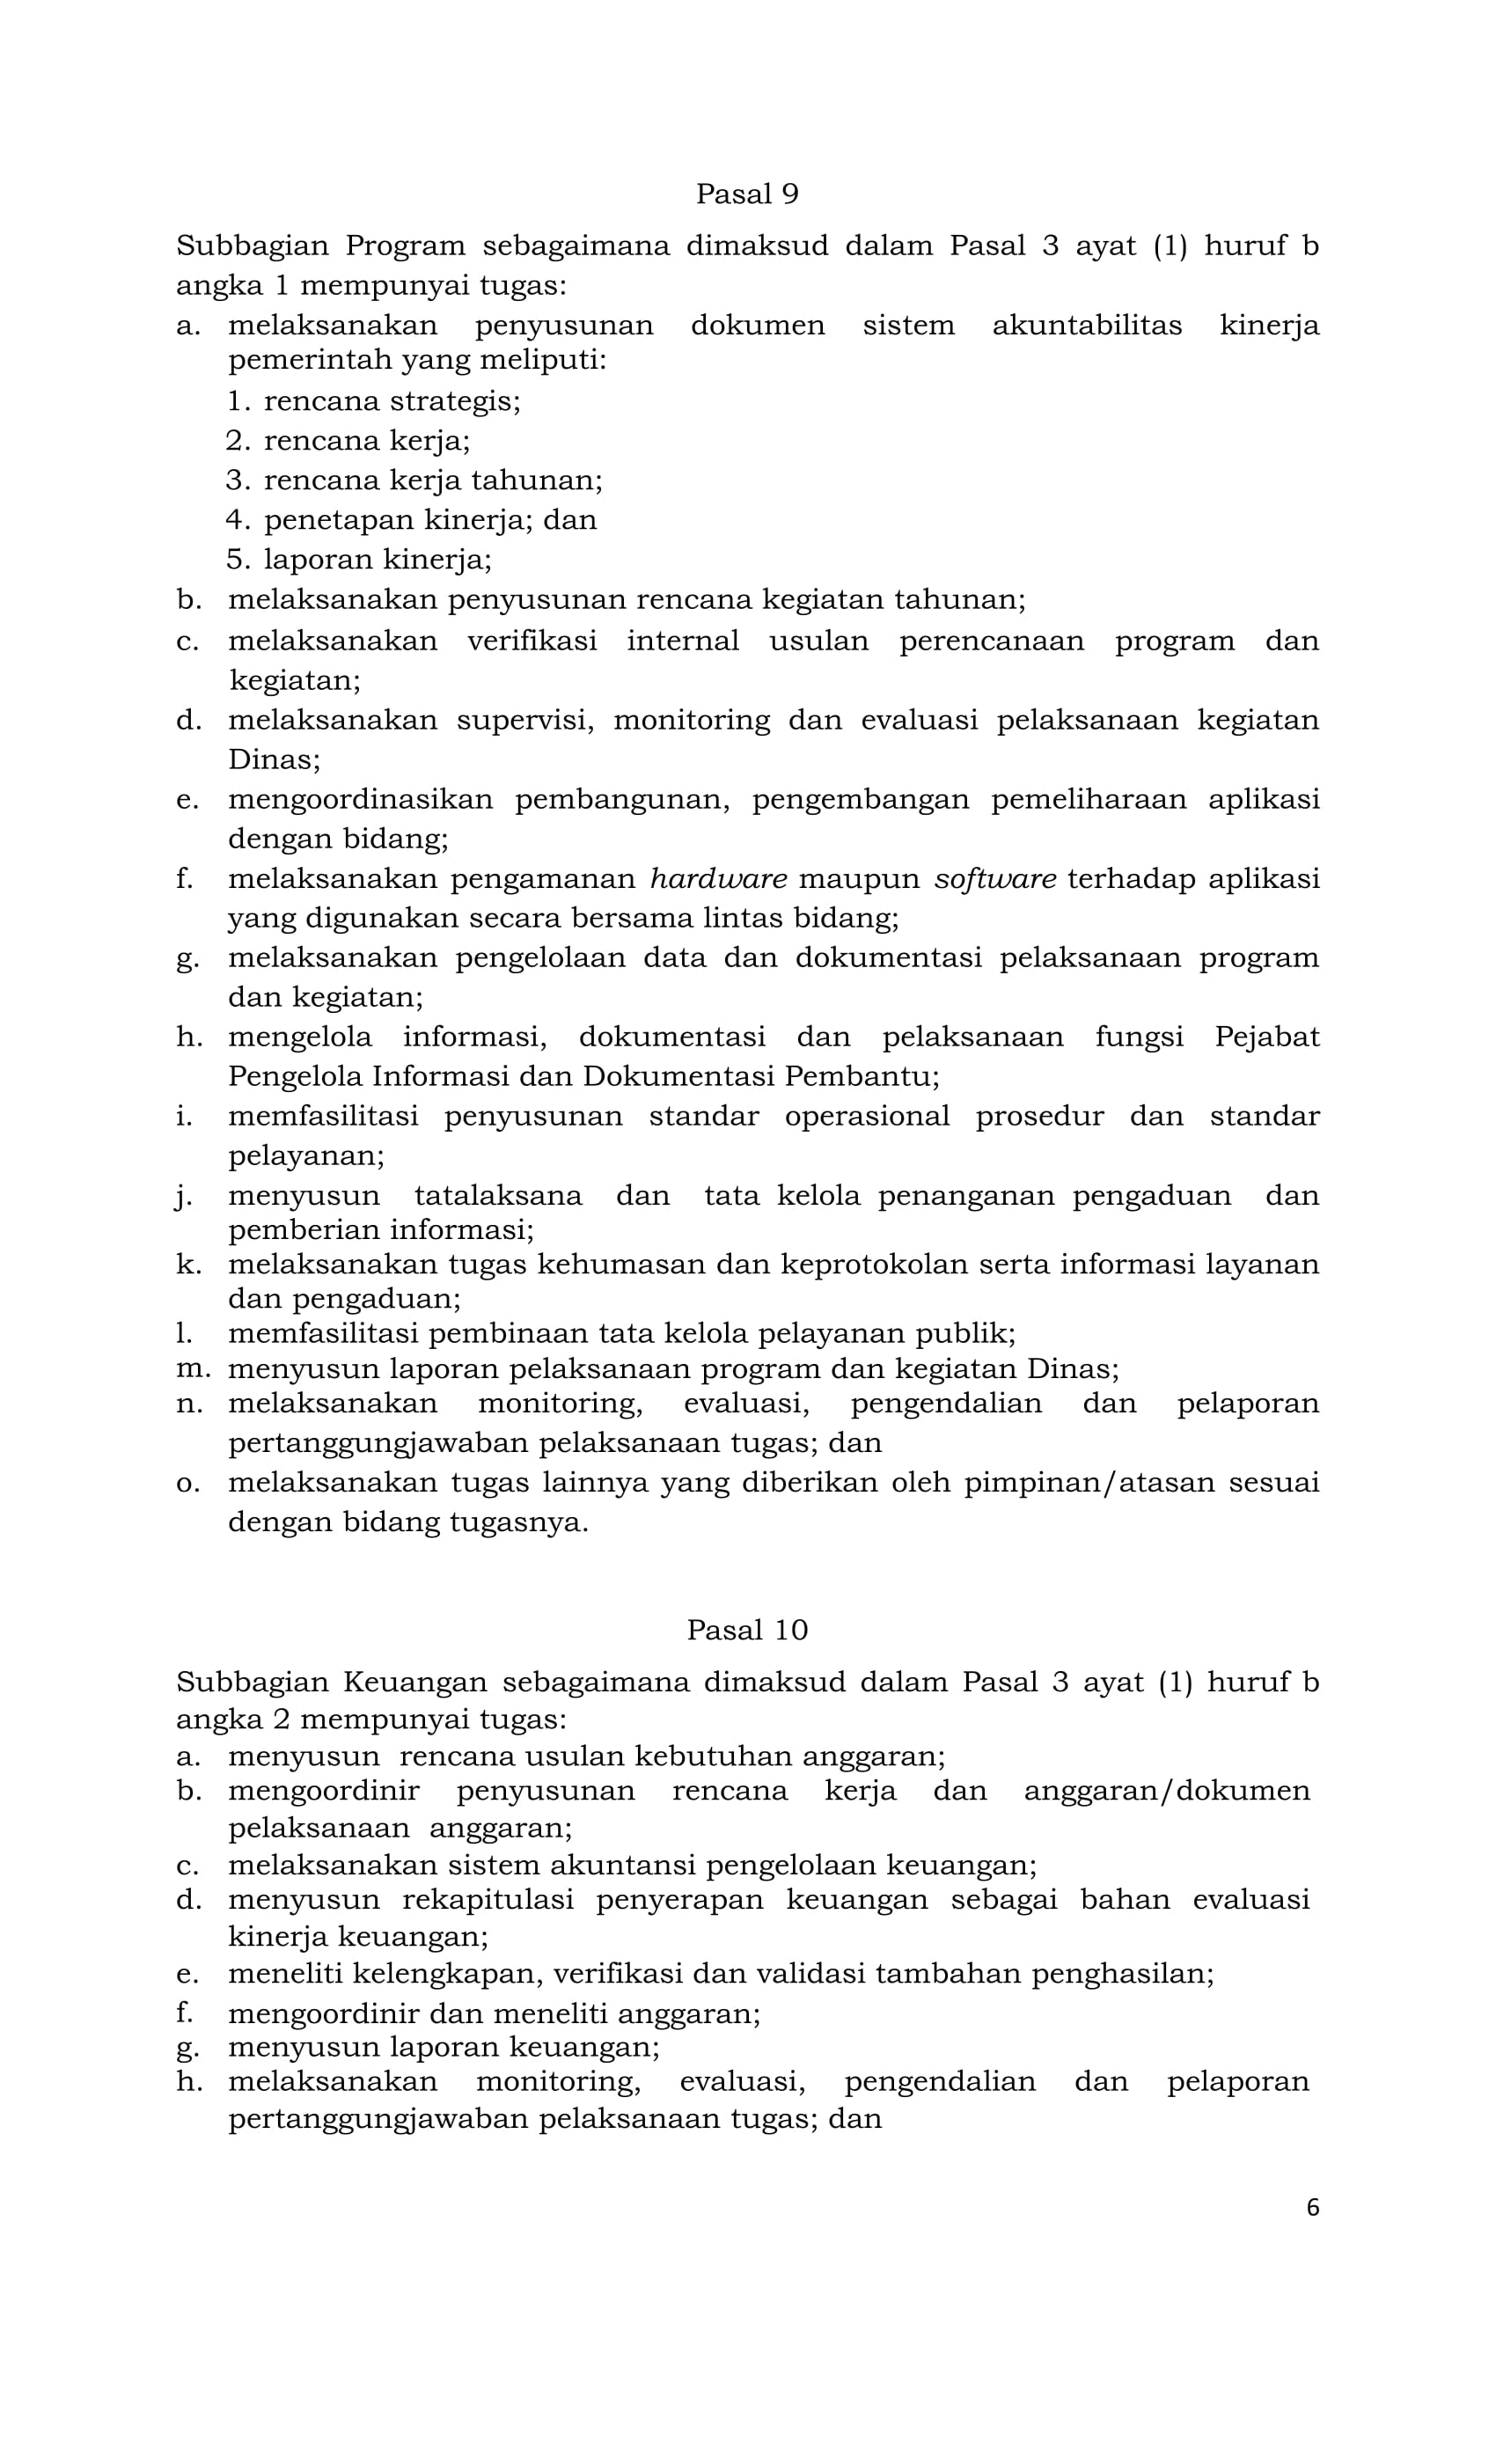 Pasal 9
Subbagian Program sebagaimana dimaksud dalam Pasal 3 ayat (1) huruf b
angka 1 mempunyai tugas:
a. melaksanakan penyusunan dokumen sistem akuntabilitas kinerja
pemerintah yang meliputi:
1. rencana strategis;
2. rencana kerja;
3. rencana kerja tahunan;
4. penetapan kinerja; dan
5. laporan kinerja;
b. melaksanakan penyusunan rencana kegiatan tahunan;
c. melaksanakan verifikasi internal usulan perencanaan program dan
kegiatan;
d. melaksanakan supervisi, monitoring dan evaluasi pelaksanaan kegiatan
Dinas;
e. mengoordinasikan pembangunan, pengembangan pemeliharaan aplikasi
dengan bidang;
f. melaksanakan pengamanan hardware maupun software terhadap aplikasi
yang digunakan secara bersama lintas bidang;
g. melaksanakan pengelolaan data dan dokumentasi pelaksanaan program
dan kegiatan;
h. mengelola informasi, dokumentasi dan pelaksanaan fungsi Pejabat
Pengelola Informasi dan Dokumentasi Pembantu;
i. memfasilitasi penyusunan standar operasional prosedur dan standar
pelayanan;
j. menyusun tatalaksana dan tata kelola penanganan pengaduan dan
pemberian informasi;
k. melaksanakan tugas kehumasan dan keprotokolan serta informasi layanan
dan pengaduan;
l. memfasilitasi pembinaan tata kelola pelayanan publik;
m. menyusun laporan pelaksanaan program dan kegiatan Dinas;
n. melaksanakan monitoring, evaluasi, pengendalian dan pelaporan
pertanggungjawaban pelaksanaan tugas; dan
o. melaksanakan tugas lainnya yang diberikan oleh pimpinan/atasan sesuai
dengan bidang tugasnya.
Pasal 10
Subbagian Keuangan sebagaimana dimaksud dalam Pasal 3 ayat (1) huruf b
angka 2 mempunyai tugas:
a. menyusun rencana usulan kebutuhan anggaran;
b. mengoordinir penyusunan rencana kerja dan anggaran/dokumen
pelaksanaan anggaran;
c. melaksanakan sistem akuntansi pengelolaan keuangan;
d. menyusun rekapitulasi penyerapan keuangan sebagai bahan evaluasi
kinerja keuangan;
e. meneliti kelengkapan, verifikasi dan validasi tambahan penghasilan;
f. mengoordinir dan meneliti anggaran;
g. menyusun laporan keuangan;
h. melaksanakan monitoring, evaluasi, pengendalian dan pelaporan
pertanggungjawaban pelaksanaan tugas; dan
6